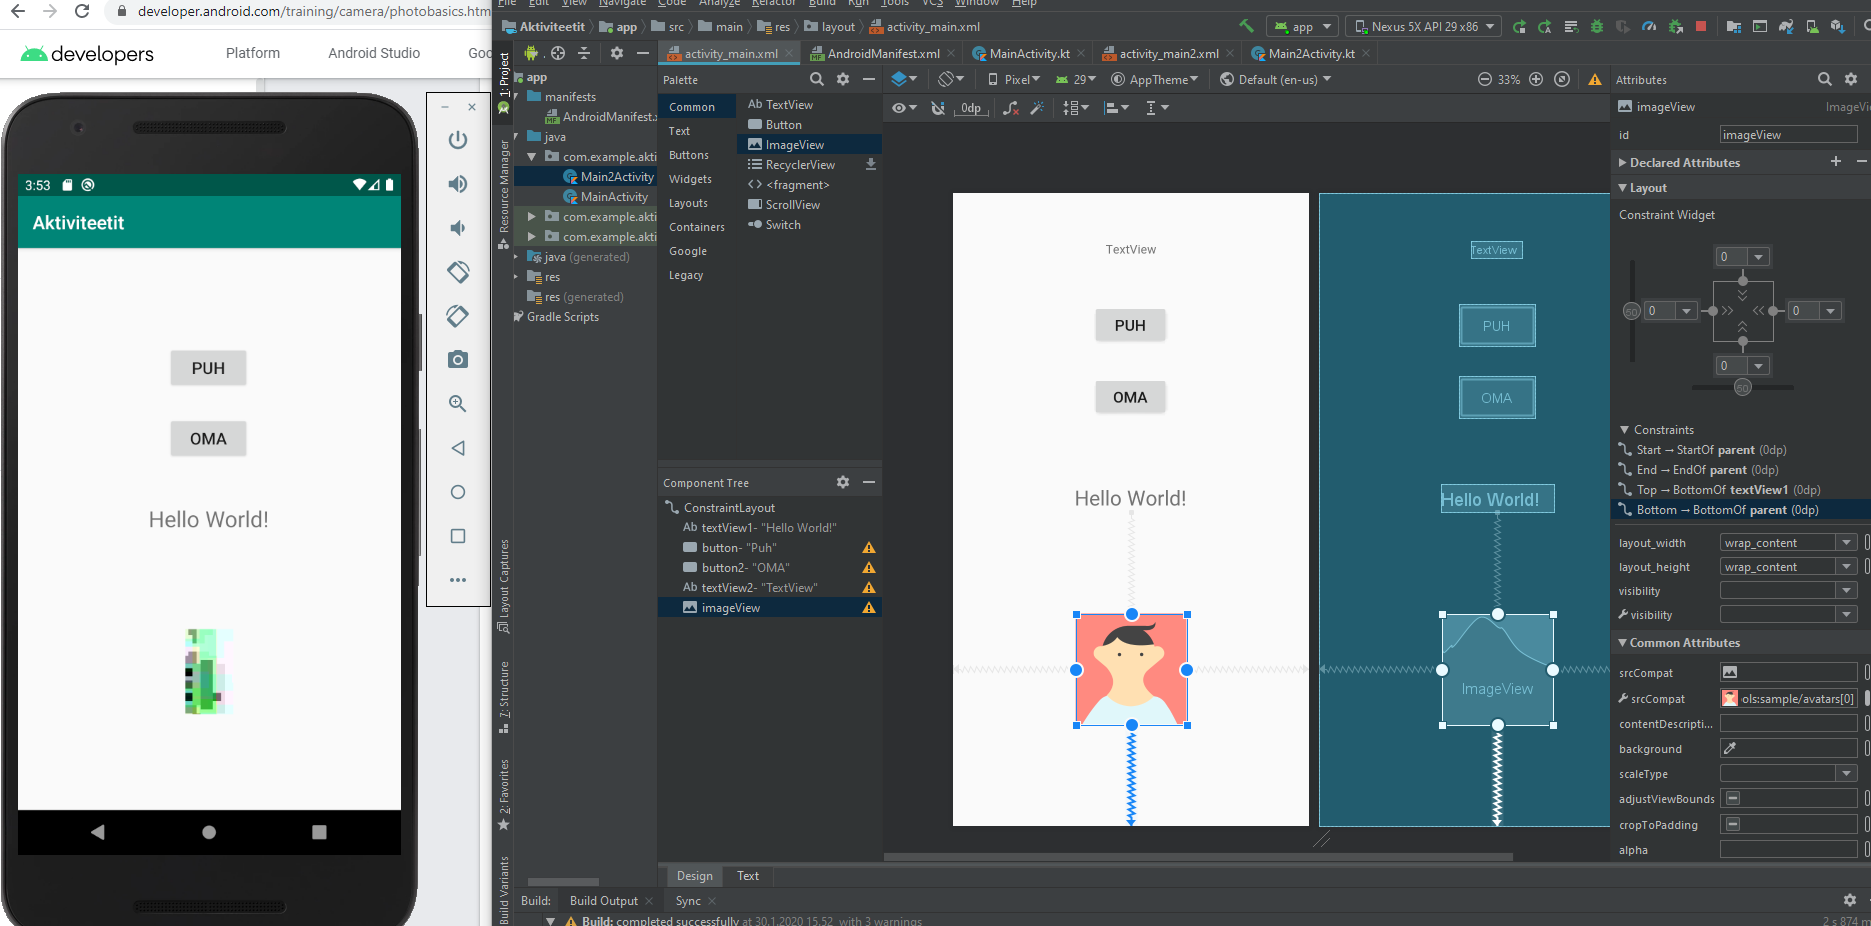 developer.android.com/training/camera/photobasics.htm
developers
Platform
Android Studio
Goo
3:53
Aktiviteetit
PUH
OMA
Hello World!
File Edit View Navigate Code Analyze Refactor Build Run Tools VCS Window Help
Aktiviteetit app src main res layout activity_main.xml
app
Nexus 5X API 29 x86
1: Project
Resource Manager
Layout Captures
7: Structure
2: Favorites
Build Variants
app
manifests
AndroidManifest.x
java
com.example.akti
Main2Activity
MainActivity
com.example.akti
com.example.akti
java (generated)
res
res (generated)
Gradle Scripts
activity_main.xml
AndroidManifest.xml
MainActivity.kt
activity_main2.xml
Main2Activity.kt
Palette
Common
Text
Buttons
Widgets
Layouts
Containers
Google
Legacy
Ab TextView
Button
ImageView
RecyclerView
<fragment>
ScrollView
Switch
Pixel
29
AppTheme
Default (en-us)
33%
0dp
Component Tree
ConstraintLayout
Ab textView1- "Hello World!"
button- "Puh"
button2- "OMA"
Ab textView2- "TextView"
imageView
TextView
PUH
OMA
Hello World!
TextView
PUH
OMA
Hello World!
ImageView
Attributes
imageView
ImageVi
id
imageView
Declared Attributes
Layout
Constraint Widget
0
50
0
0
0
50
Constraints
Start → StartOf parent (0dp)
End → EndOf parent (0dp)
Top → BottomOf textView1 (0dp)
Bottom → BottomOf parent (0dp)
layout_width wrap_content
layout_height wrap_content
visibility
visibility
Common Attributes
srcCompat
srcCompat ols:sample/avatars[0]
contentDescripti...
background
scaleType
adjustViewBounds
cropToPadding
alpha
Design
Text
Build:
Build Output
Sync
Build: completed successfully at 30.1.2020 15.52 with 3 warnings
2 s 874 m